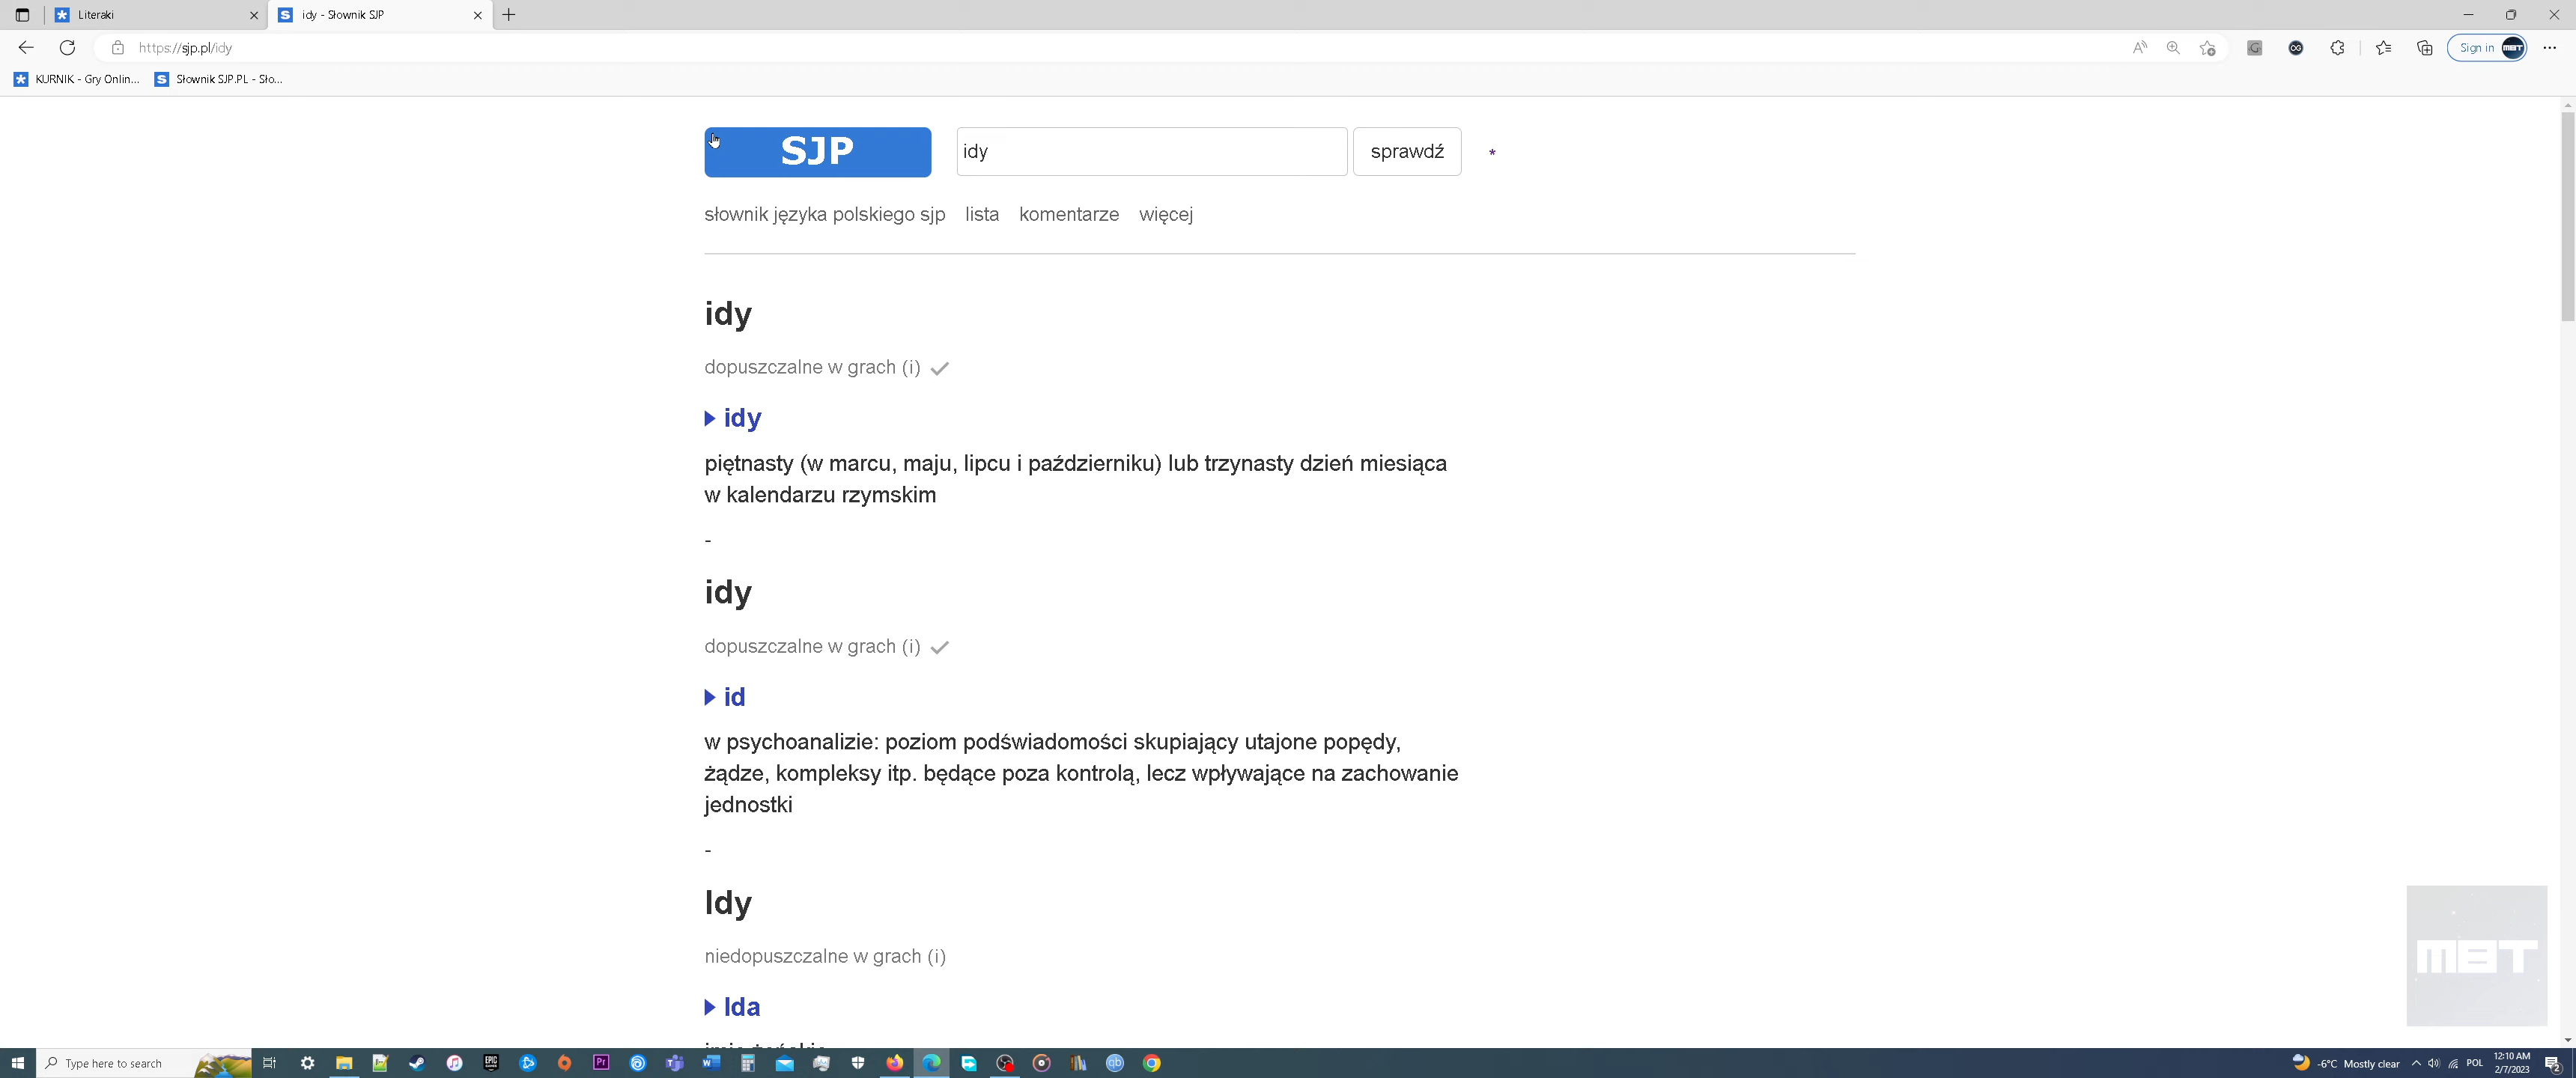 Literaki
idy - Słownik SJP
https://sjp.pl/idy
Sign in
KURNIK - Gry Onlin...
Słownik SJP.PL - Sło...
SJP
idy
sprawdź
*
słownik języka polskiego sjp lista komentarze więcej
idy
dopuszczalne w grach (i)
idy
piętnasty (w marcu, maju, lipcu i październiku) lub trzynasty dzień miesiąca
w kalendarzu rzymskim
-
idy
dopuszczalne w grach (i)
id
w psychoanalizie: poziom podświadomości skupiający utajone popędy,
żądze, kompleksy itp. będące poza kontrolą, lecz wpływające na zachowanie
jednostki
-
Idy
niedopuszczalne w grach (i)
Ida
MBT
Type here to search
-6°C Mostly clear
POL
12:10 AM
2/7/2023